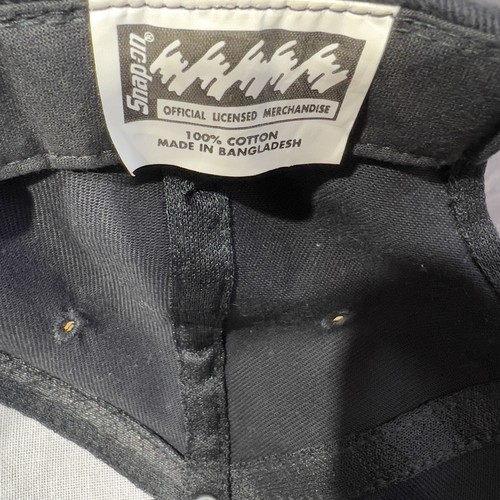 Snap-on®
OFFICIAL LICENSED MERCHANDISE
100% COTTON
MADE IN BANGLADESH